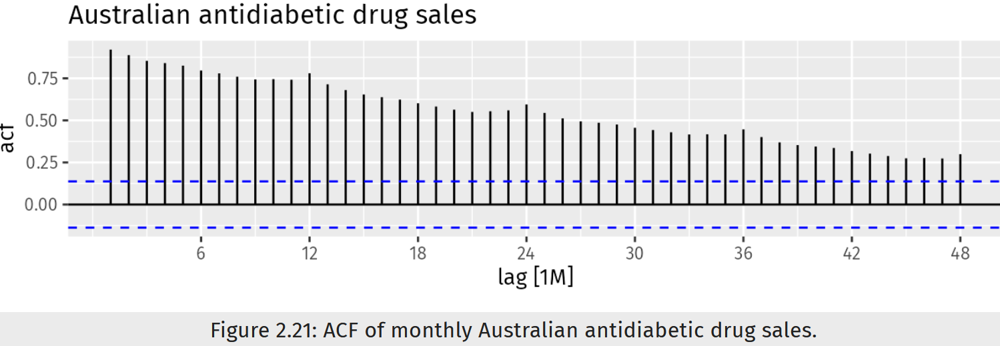 Australian antidiabetic drug sales
0.75
0.50
0.25
0.00
acf
6 12 18 24 30 36 42 48
lag [1M]
Figure 2.21: ACF of monthly Australian antidiabetic drug sales.